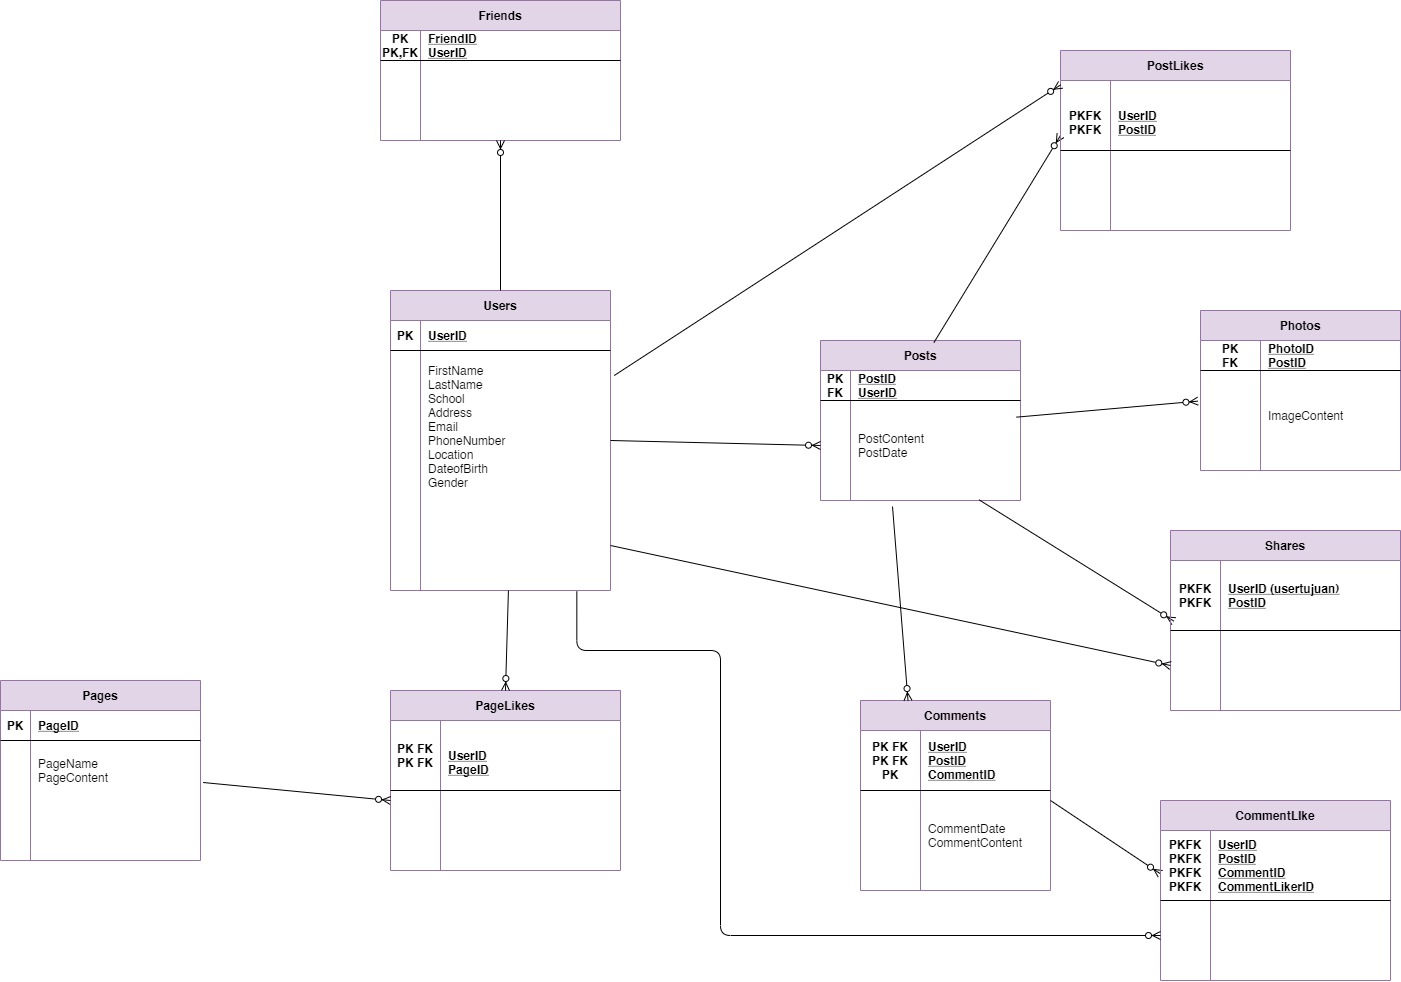 Friends
PK FriendID
PK,FK UserID
PostLikes
PKFK UserID
PKFK PostID
Users
PK UserID
FirstName
LastName
School
Address
Email
PhoneNumber
Location
DateofBirth
Gender
Posts
PK PostID
FK UserID
PostContent
PostDate
Photos
PK PhotoID
FK PostID
ImageContent
Shares
PKFK UserID (usertujuan)
PKFK PostID
Pages
PK PageID
PageName
PageContent
PageLikes
PK FK UserID
PK FK PageID
Comments
PK FK UserID
PK FK PostID
PK CommentID
CommentDate
CommentContent
CommentLIke
PKFK UserID
PKFK PostID
PKFK CommentID
PKFK CommentLikerID